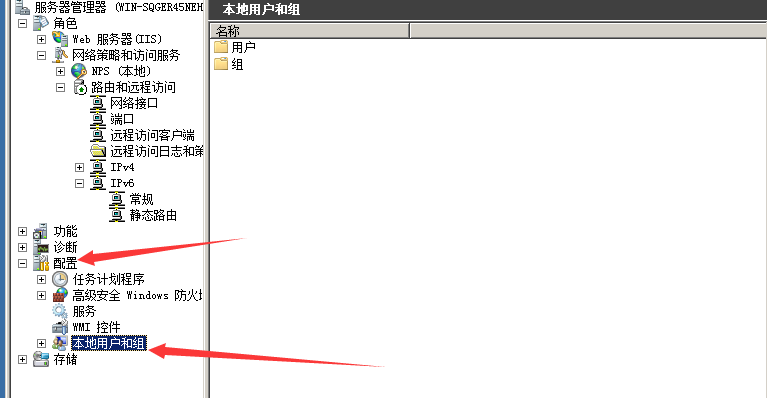 服务器管理器 (WIN-SQGER45NEH
角色
Web 服务器(IIS)
网络策略和访问服务
NPS (本地)
路由和远程访问
网络接口
端口
远程访问客户端
远程访问日志和策
IPv4
IPv6
常规
静态路由
功能
诊断
配置
任务计划程序
高级安全 Windows 防火墙
服务
WMI 控件
本地用户和组
存储
本地用户和组
名称
用户
组